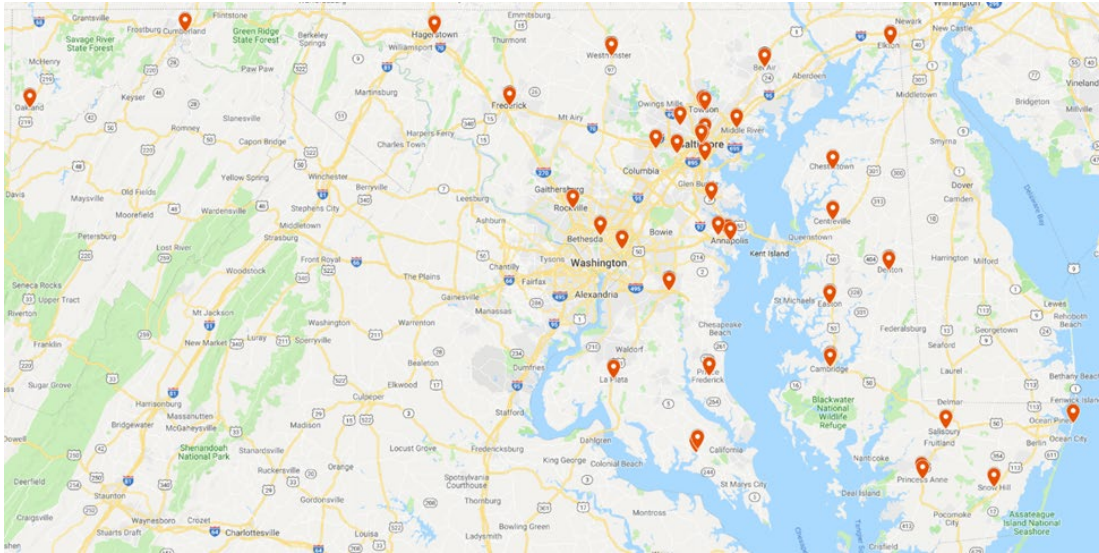 Grantsville
Flintstone
Frostburg
Cumberland
Savage River
State Forest
Green Ridge
State Forest
Berkeley
Springs
Hagerstown
Williamsport
Thurmont
Emmitsburg
Westminster
Bel Air
Aberdeen
Elkton
Newark
New Castle
Wilmington
Vineland
Bridgeton
Millville
Middletown
McHenry
Oakland
Keyser
Paw Paw
Martinsburg
Frederick
Mt Airy
Owings Mills
Towson
Middle River
Baltimore
Slanesville
Romney
Capon Bridge
Harpers Ferry
Charles Town
Columbia
Glen Bur
Chestertown
Smyrna
Dover
Camden
Delaware Bay
Davis
Maysville
Old Fields
Moorefield
Yellow Spring
Wardensville
Winchester
Berryville
Stephens City
Leesburg
Gaithersburg
Rockville
Ashburn
Bethesda
Bowie
Annapolis
Centreville
Queenstown
Kent Island
Petersburg
Lost River
Strasburg
Middletown
Front Royal
The Plains
Chantilly
Tysons
Fairfax
Washington
Alexandria
Denton
Harrington
Milford
Seneca Rocks
Upper Tract
Riverton
Woodstock
Mt Jackson
New Market
Luray
Sperryville
Washington
Warrenton
Gainesville
Manassas
St Michaels
Easton
Federalsburg
Georgetown
Seaford
Lewes
Rehoboth
Beach
Franklin
Sugar Grove
Harrisonburg
Massanutten
McGaheysville
Bridgewater
Bealeton
Elkwood
Culpeper
Dumfries
Stafford
Waldorf
La Plata
Chesapeake
Beach
Prince
Frederick
Cambridge
Blackwater
National
Wildlife
Refuge
Laurel
Delmar
Bethany Beach
Fenwick Island
Salisbury
Fruitland
Ocean Pines
Berlin
Ocean City
Madison
Shenandoah
National Park
Stanardsville
Ruckersville
Orange
Gordonsville
Locust Grove
Fredericksburg
Dahlgren
King George
Colonial Beach
California
St Marys City
Nanticoke
Princess Anne
Snow Hill
Deal Island
Deerfield
Staunton
Craigsville
Stuarts Draft
Waynesboro
Crozet
Charlottesville
Louisa
Spotsylvania
Courthouse
Thornburg
Ladysmith
Bowling Green
Montross
Pocomoke
City
Crisfield
Assateague
Island National
Seashore